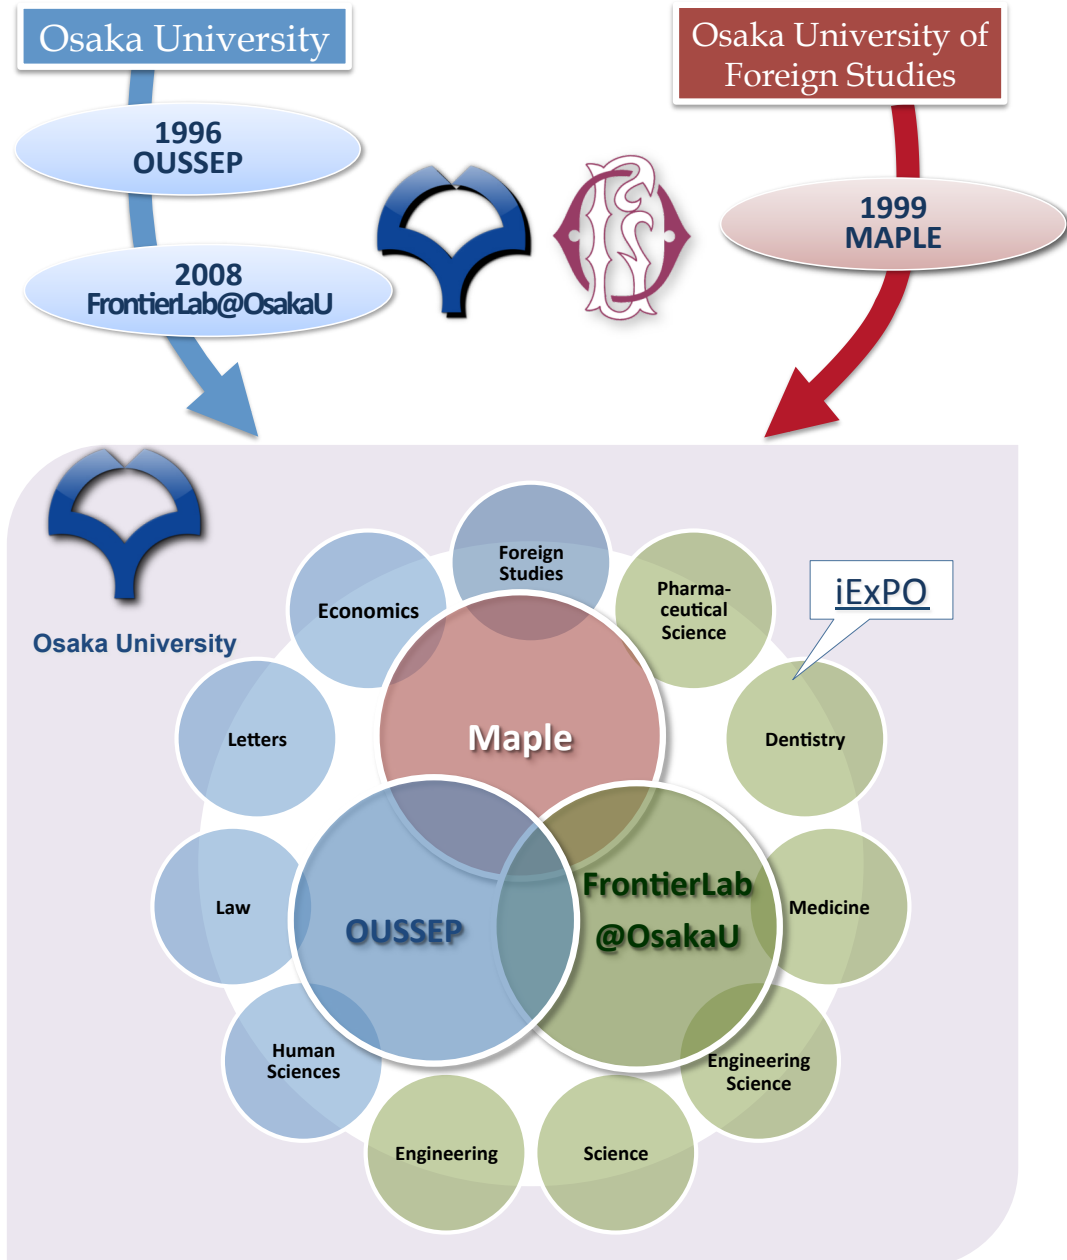 Osaka University
Osaka University of
Foreign Studies
1996
OUSSEP
1999
MAPLE
2008
FrontierLab@OsakaU
Osaka University
Foreign
Studies
Economics
Pharma-
ceutical
Science
iExPO
Letters
Maple
Dentistry
Law
OUSSEP
FrontierLab
@OsakaU
Medicine
Human
Sciences
Engineering
Science
Engineering
Science